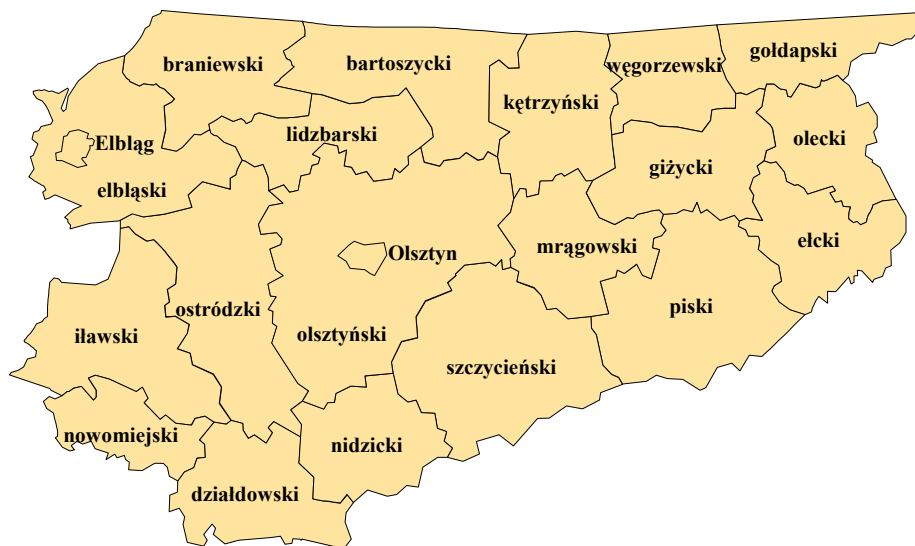 gołdapski
braniewski
bartoszycki
węgorzewski
kętrzyński
lidzbarski
olecki
Elbląg
giżycki
elbląski
ełcki
mrągowski
Olsztyn
ostródzki
piski
iławski
olsztyński
szczycieński
nowomiejski
nidzicki
działdowski